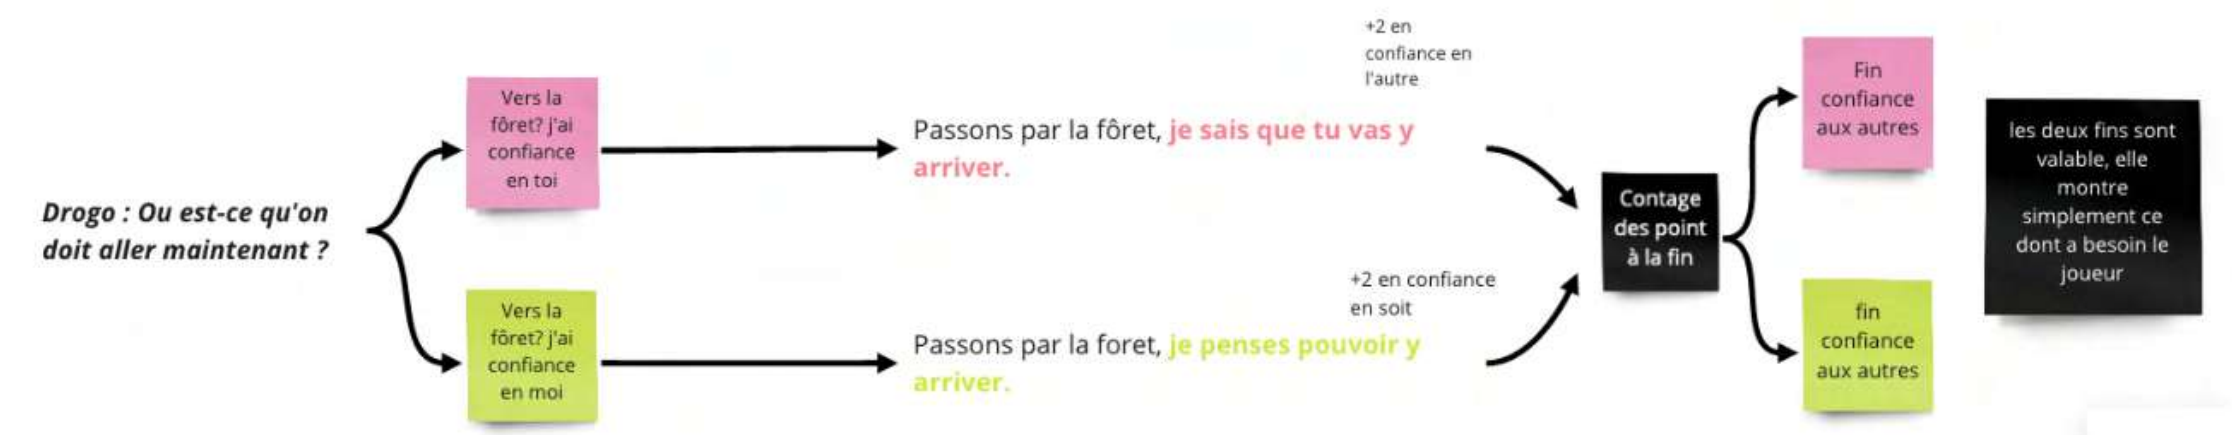 Drogo : Ou est-ce qu'on
doit aller maintenant ?
Vers la
fôret? j'ai
confiance
en toi
Vers la
fôret? j'ai
confiance
en moi
+2 en
confiance en
l'autre
Passons par la fôret, je sais que tu vas y
arriver.
+2 en confiance
en soit
Passons par la foret, je penses pouvoir y
arriver.
Contage
des point
à la fin
Fin
confiance
aux autres
fin
confiance
aux autres
les deux fins sont
valable, elle
montre
simplement ce
dont a besoin le
joueur